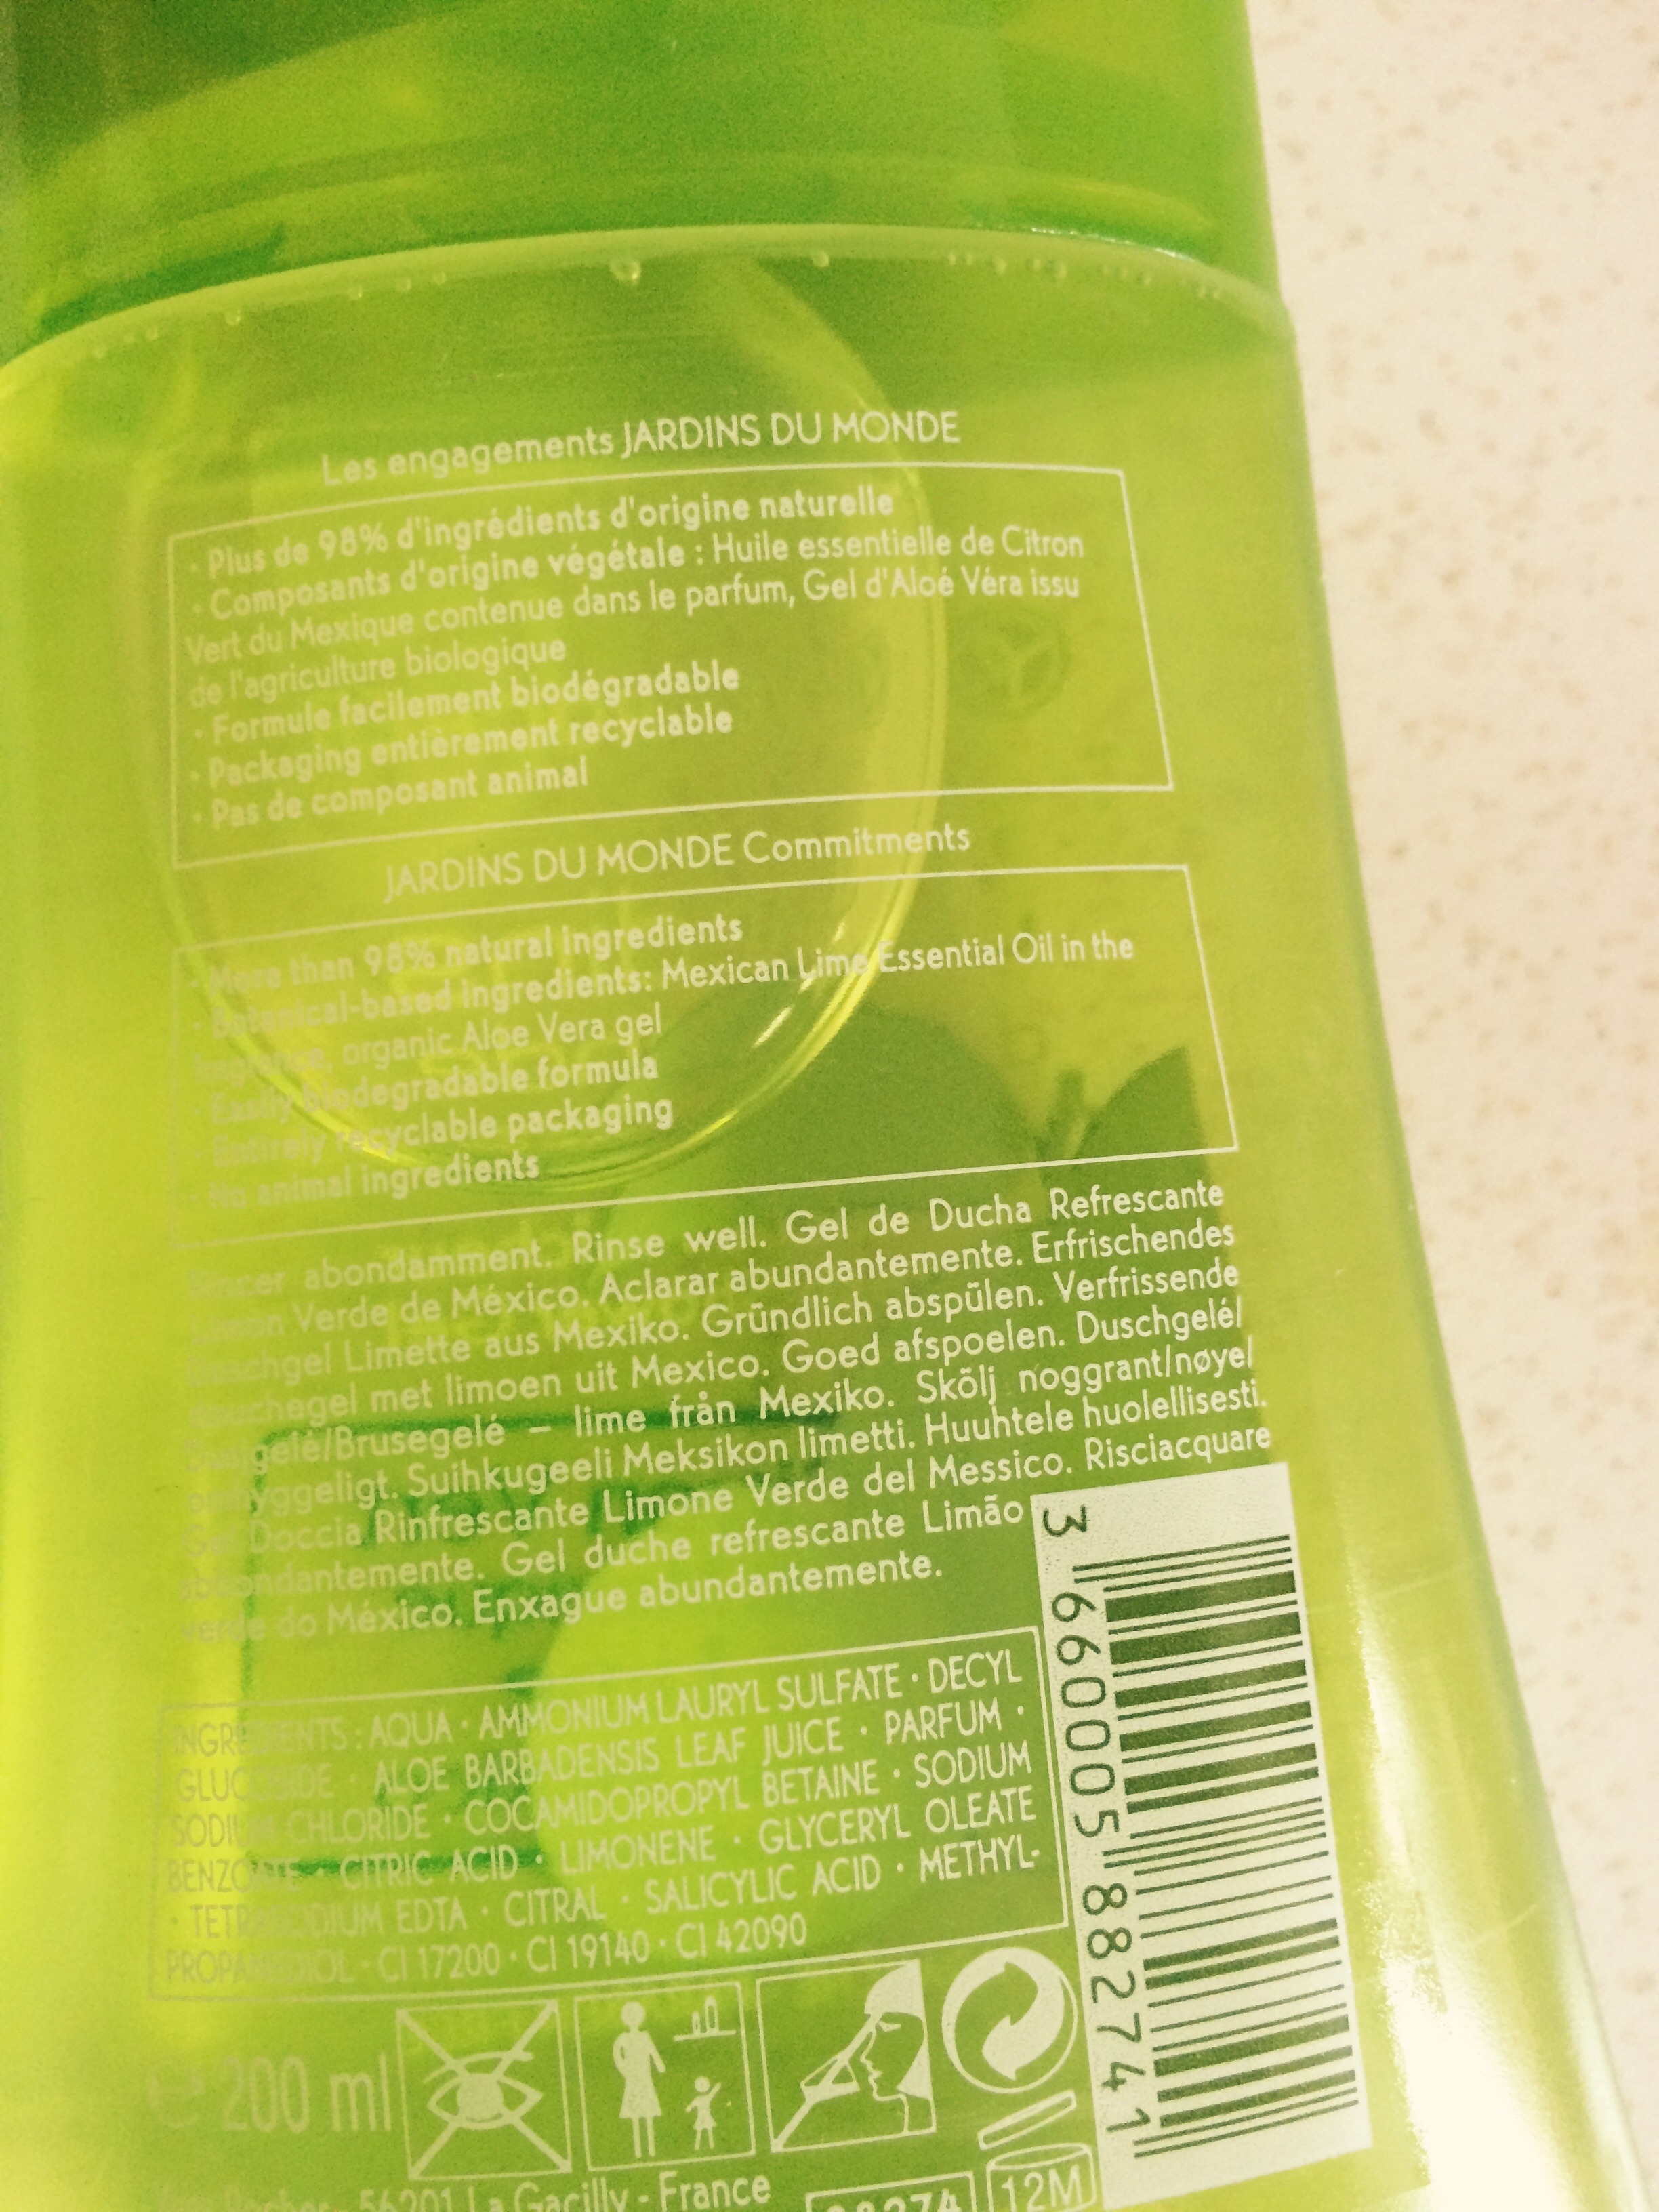 Les engagements JARDINS DU MONDE
· Plus de 98% d'ingrédients d'origine naturelle
· Composants d'origine végétale : Huile essentielle de Citron
Vert du Mexique contenue dans le parfum, Gel d'Aloé Véra issu
de l'agriculture biologique
· Formule facilement biodégradable
· Packaging entièrement recyclable
· Pas de composant animal
JARDINS DU MONDE Commitments
· More than 98% natural ingredients
· Botanical-based ingredients: Mexican Lime Essential Oil in the
fragrance, organic Aloe Vera gel
· Easily biodegradable formula
· Entirely recyclable packaging
· No animal ingredients
Rincer abondamment. Rinse well. Gel de Ducha Refrescante
Limon Verde de México. Aclarar abundantemente. Erfrischendes
Duschgel Limette aus Mexiko. Gründlich abspülen. Verfrissende
douchegel met limoen uit Mexico. Goed afspoelen. Duschgelé/
/Brusegelé – lime från Mexiko. Skölj noggrant/nøye/
omhyggeligt. Suihkugeeli Meksikon limetti. Huuhtele huolellisesti.
Gel Doccia Rinfrescante Limone Verde del Messico. Risciacquare
abbondantemente. Gel duche refrescante Limão
verde do México. Enxague abundantemente.
INGREDIENTS : AQUA · AMMONIUM LAURYL SULFATE · DECYL
GLUCOSIDE · ALOE BARBADENSIS LEAF JUICE · PARFUM ·
SODIUM CHLORIDE · COCAMIDOPROPYL BETAINE · SODIUM
BENZOATE · CITRIC ACID · LIMONENE · GLYCERYL OLEATE
· TETRASODIUM EDTA · CITRAL · SALICYLIC ACID · METHYL-
PROPANEDIOL · CI 17200 · CI 19140 · CI 42090
3 660005 882741
e 200 ml
Yves Rocher - 56201 La Gacilly - France
12M